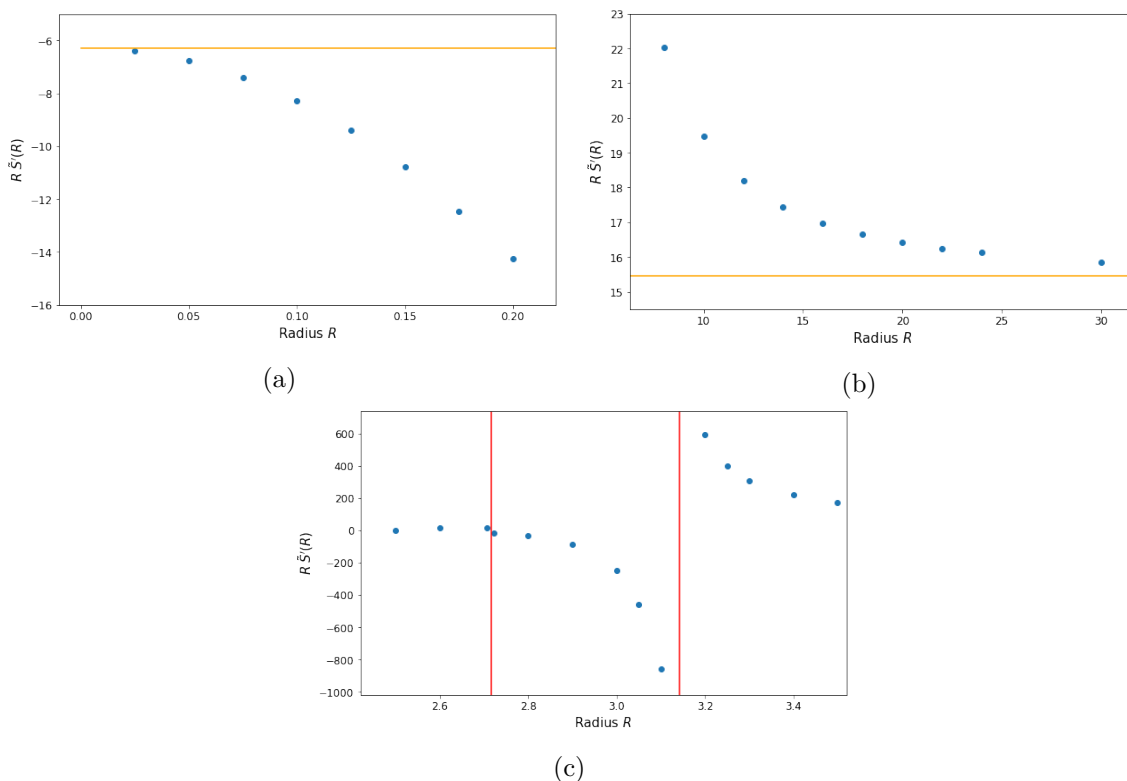 −6
−8
−10
−12
−14
−16
R S̃′(R)
0.00 0.05 0.10 0.15 0.20
Radius R
(a)
23
22
21
20
19
18
17
16
15
R S̃′(R)
10 15 20 25 30
Radius R
(b)
600
400
200
0
−200
−400
−600
−800
−1000
R S̃′(R)
2.6 2.8 3.0 3.2 3.4
Radius R
(c)